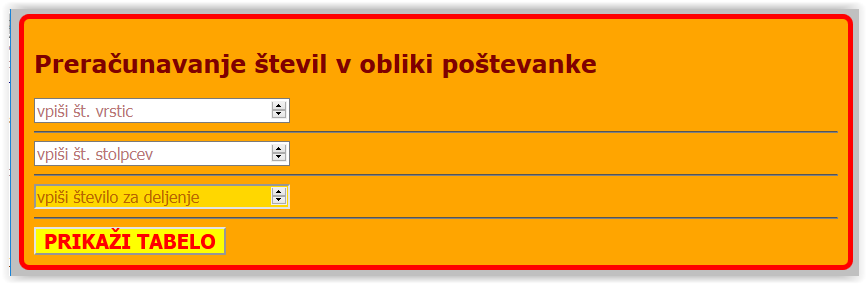 Preračunavanje števil v obliki poštevanke
vpiši št. vrstic
vpiši št. stolpcev
vpiši število za deljenje
PRIKAŽI TABELO